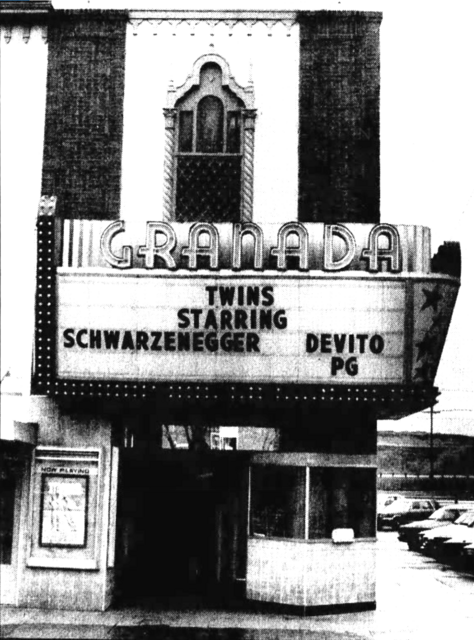 GRANADA
TWINS
STARRING
SCHWARZENEGGER DEVITO
PG
NOW PLAYING